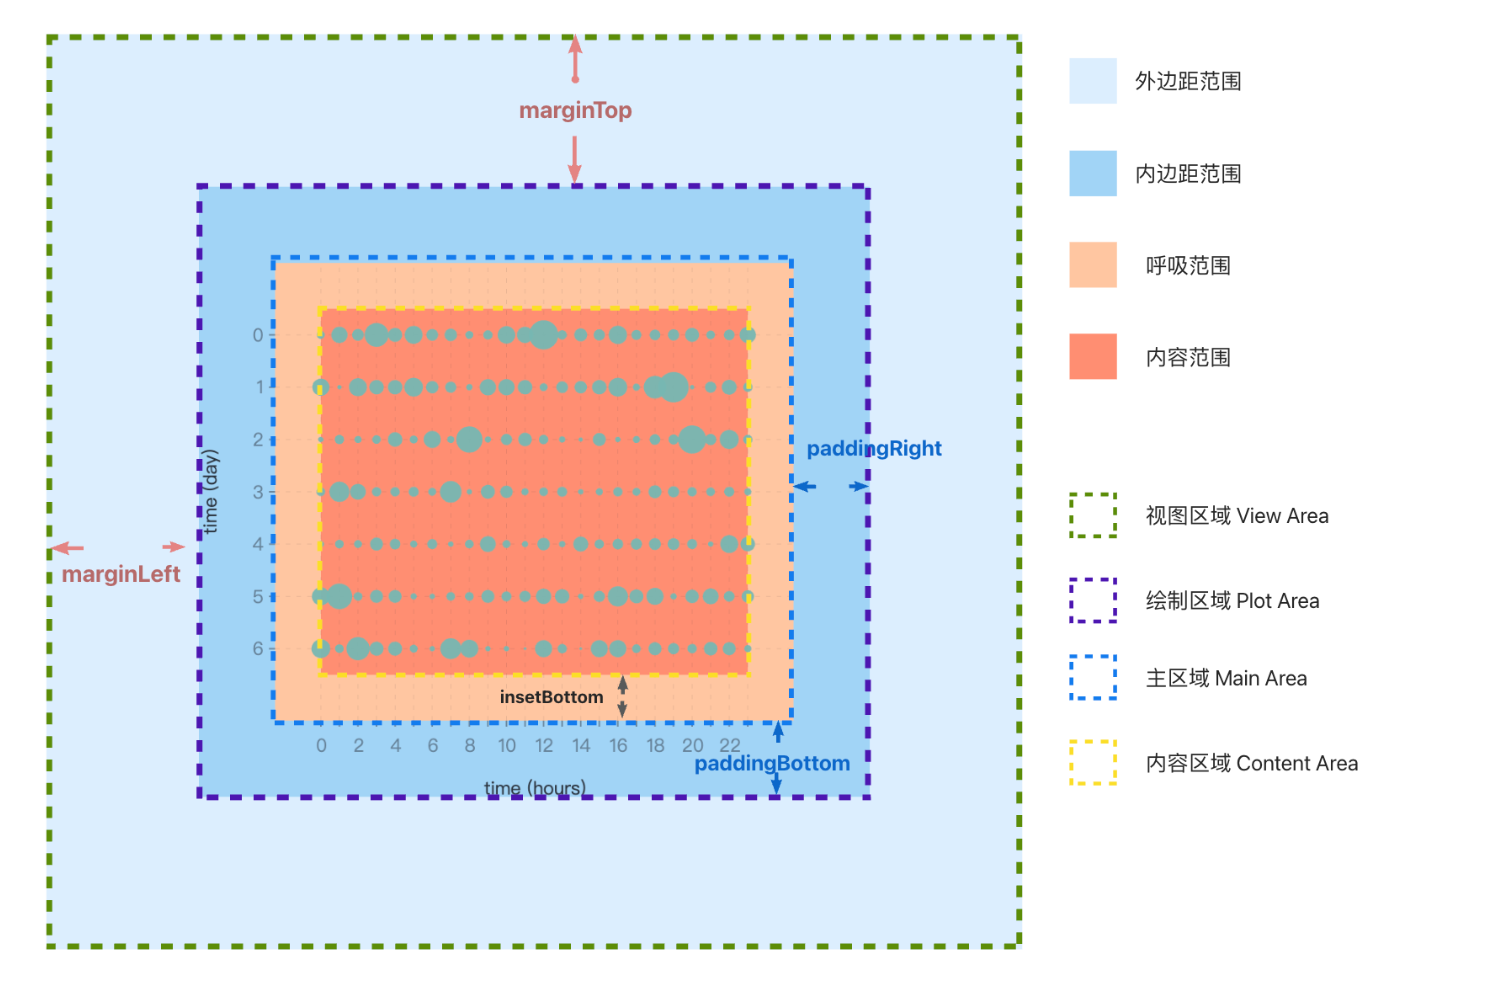 marginTop
marginLeft
time (day)
0
1
2
3
4
5
6
insetBottom
0 2 4 6 8 10 12 14 16 18 20 22
time (hours)
paddingBottom
paddingRight
外边距范围
内边距范围
呼吸范围
内容范围
视图区域 View Area
绘制区域 Plot Area
主区域 Main Area
内容区域 Content Area